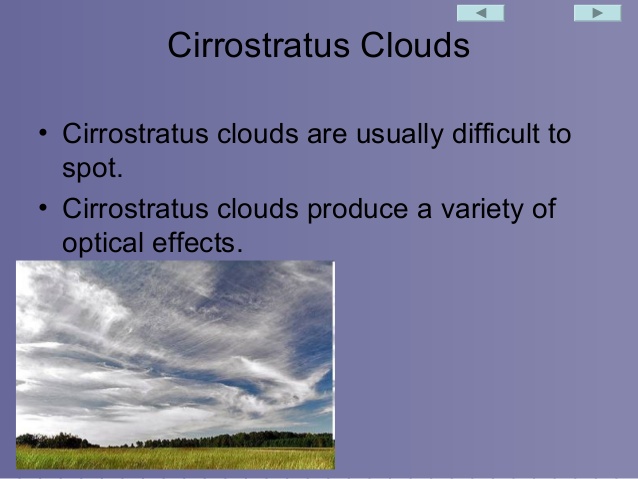 Cirrostratus Clouds
• Cirrostratus clouds are usually difficult to
spot.
• Cirrostratus clouds produce a variety of
optical effects.